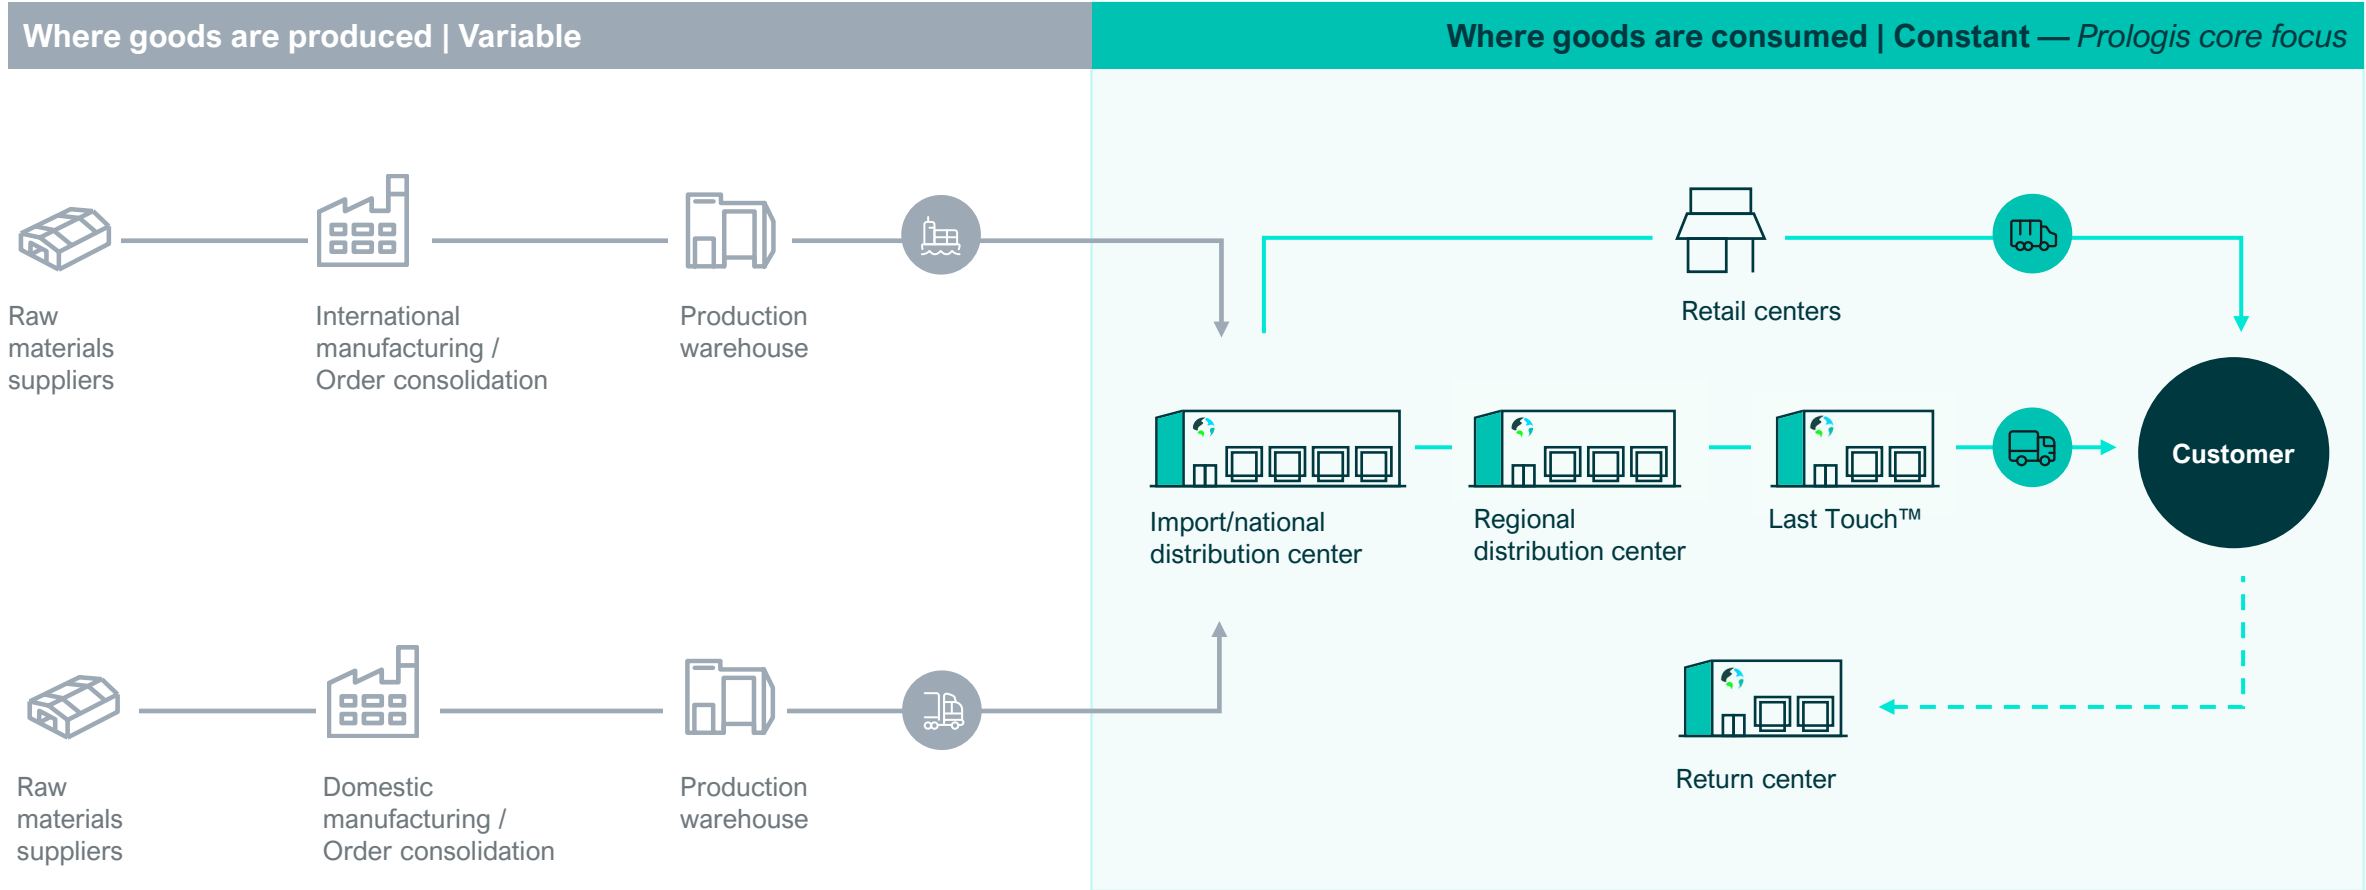 Where goods are produced | Variable
Where goods are consumed | Constant — Prologis core focus
Raw
materials
suppliers
International
manufacturing /
Order consolidation
Production
warehouse
Retail centers
Import/national
distribution center
Regional
distribution center
Last Touch™
Customer
Raw
materials
suppliers
Domestic
manufacturing /
Order consolidation
Production
warehouse
Return center